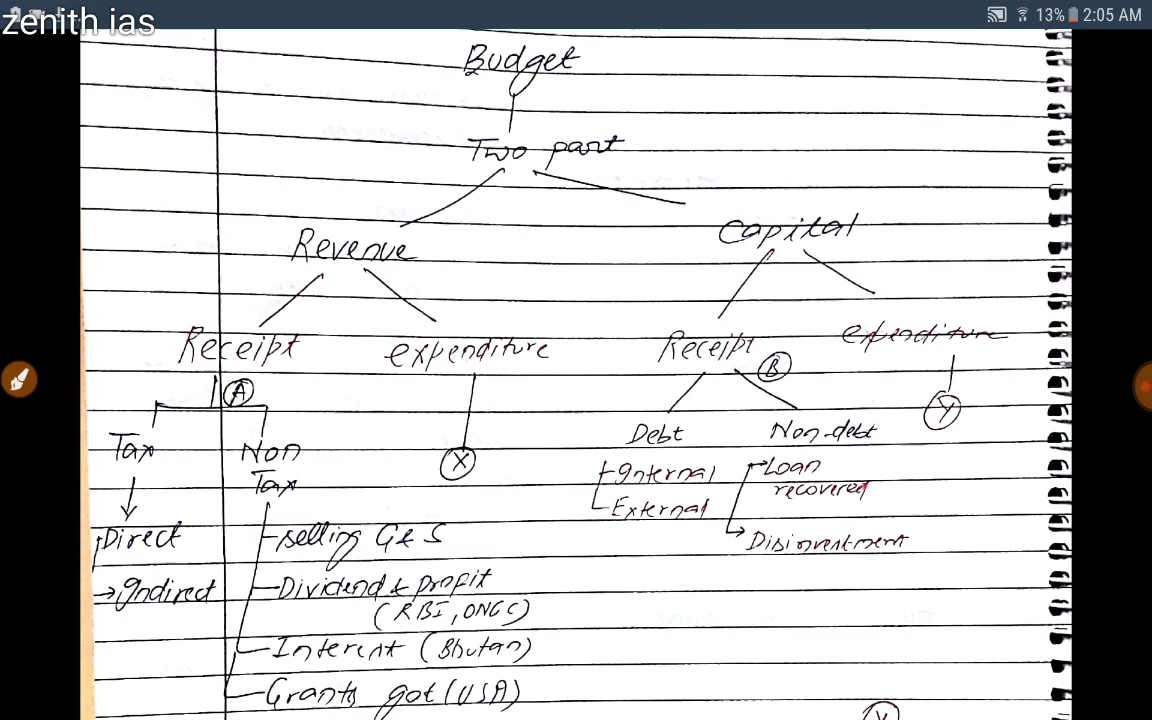 zenith ias
13% 2:05 AM
Budget
Two part
Revenue
Capital
Receipt
expenditure
Receipt
expenditure
A
B
Y
Tax
Non
Tax
X
Debt
Non-debt
Internal
External
Loan
recovered
Disinvestment
Direct
Indirect
selling G & S
Dividend & profit
(RBI, ONGC)
Interest (Bhutan)
Grants got (USA)